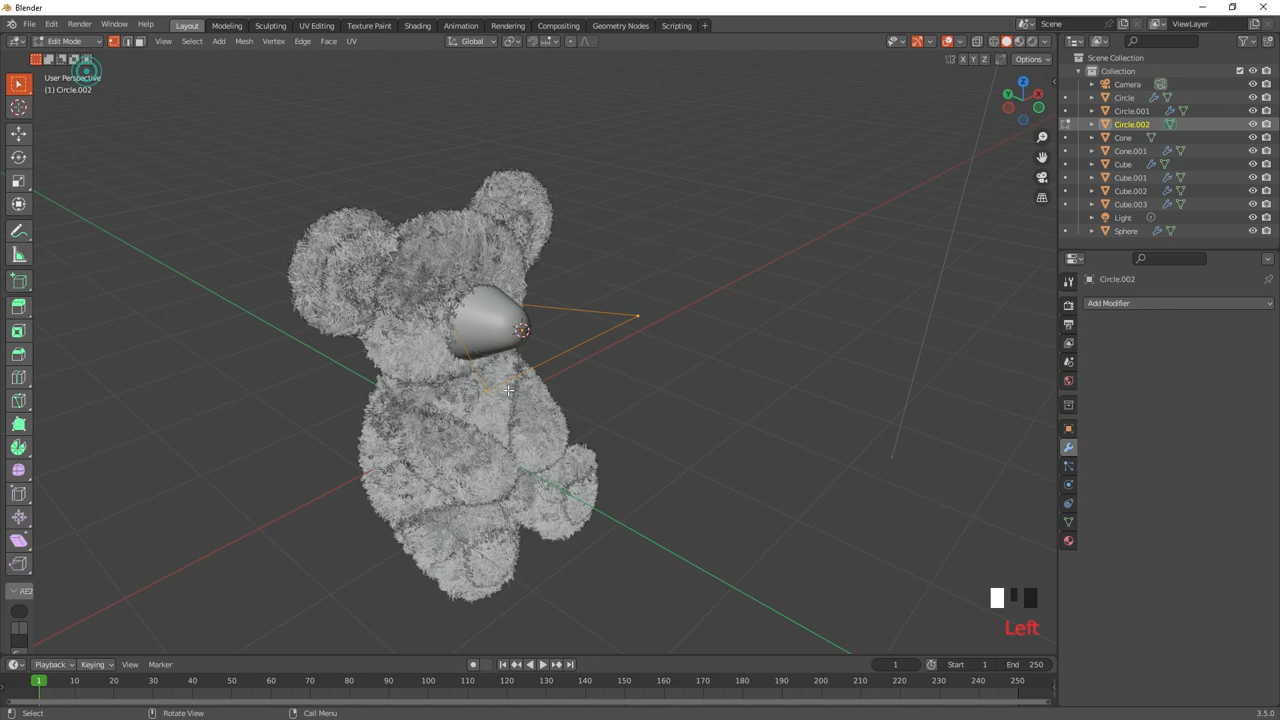 Blender
File Edit Render Window Help Layout Modeling Sculpting UV Editing Texture Paint Shading Animation Rendering Compositing Geometry Nodes Scripting + Scene ViewLayer
Edit Mode View Select Add Mesh Vertex Edge Face UV Global
X Y Z Options
User Perspective
(1) Circle.002
Z
Y
X
AE2
Left
Scene Collection
Collection
Camera
Circle
Circle.001
Circle.002
Cone
Cone.001
Cube
Cube.001
Cube.002
Cube.003
Light
Sphere
Circle.002
Add Modifier
Playback Keying View Marker 1 Start 1 End 250
1 10 20 30 40 50 60 70 80 90 100 110 120 130 140 150 160 170 180 190 200 210 220 230 240 250
Select Rotate View Call Menu 3.5.0